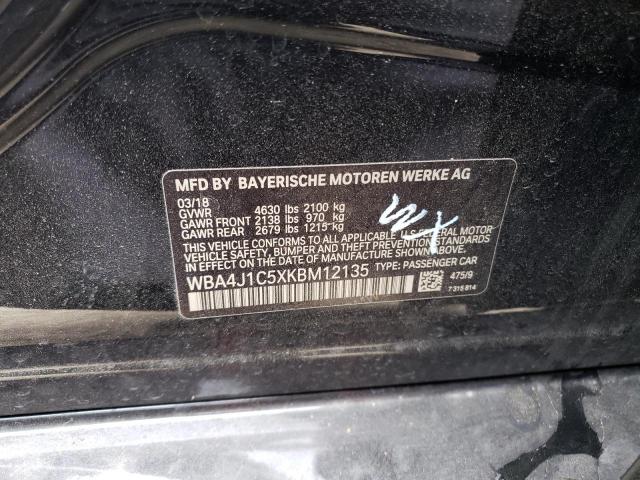 MFD BY BAYERISCHE MOTOREN WERKE AG
03/18
GVWR 4630 lbs 2100 kg
GAWR FRONT 2138 lbs 970 kg
GAWR REAR 2679 lbs 1215 kg
THIS VEHICLE CONFORMS TO ALL APPLICABLE U.S. FEDERAL MOTOR
VEHICLE SAFETY, BUMPER, AND THEFT PREVENTION STANDARDS
IN EFFECT ON THE DATE OF MANUFACTURE SHOWN ABOVE.
WBA4J1C5XKBM12135 TYPE: PASSENGER CAR
475/9
7 316 814